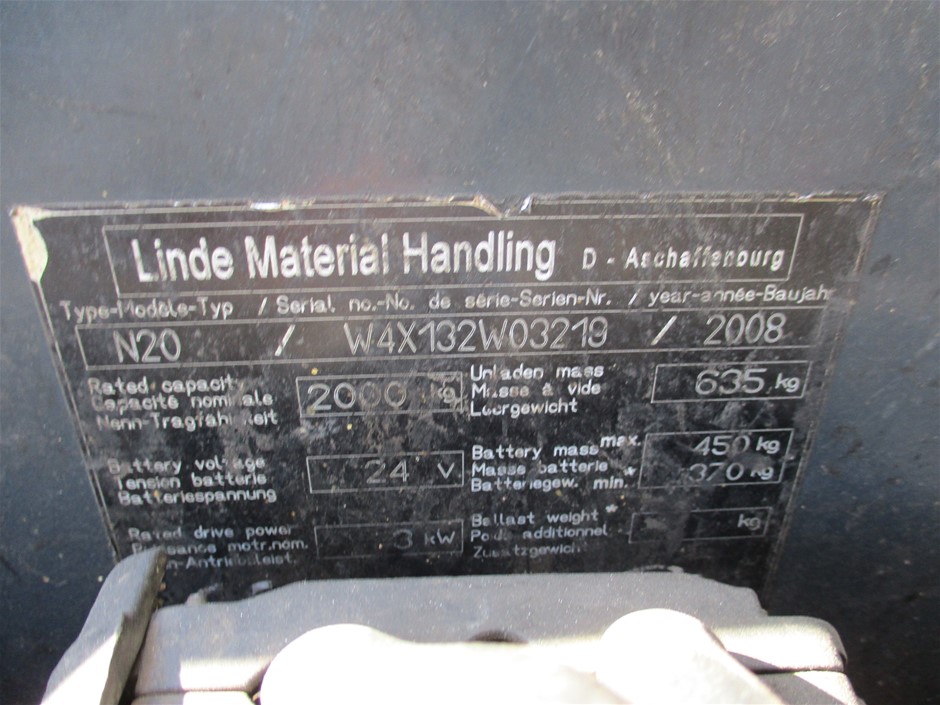 Linde Material Handling D - Aschaffenburg
Type-Modèle-Typ / Serial no.-No. de série-Serien-Nr. / year-année-Baujahr
N20 / W4X132W03219 / 2008
Rated capacity
Capacité nominale
Nenn-Tragfähigkeit
2000 kg
Unladen mass
Masse à vide
Leergewicht
635 kg
Battery voltage
Tension batterie
Batteriespannung
24 V
Battery mass max.
Masse batterie *
Batteriegew. min.
450 kg
370 kg
Rated drive power
Puissance motr.nom.
3 kW
Ballast weight *
Poids additionnel
Zusatzgewicht
kg